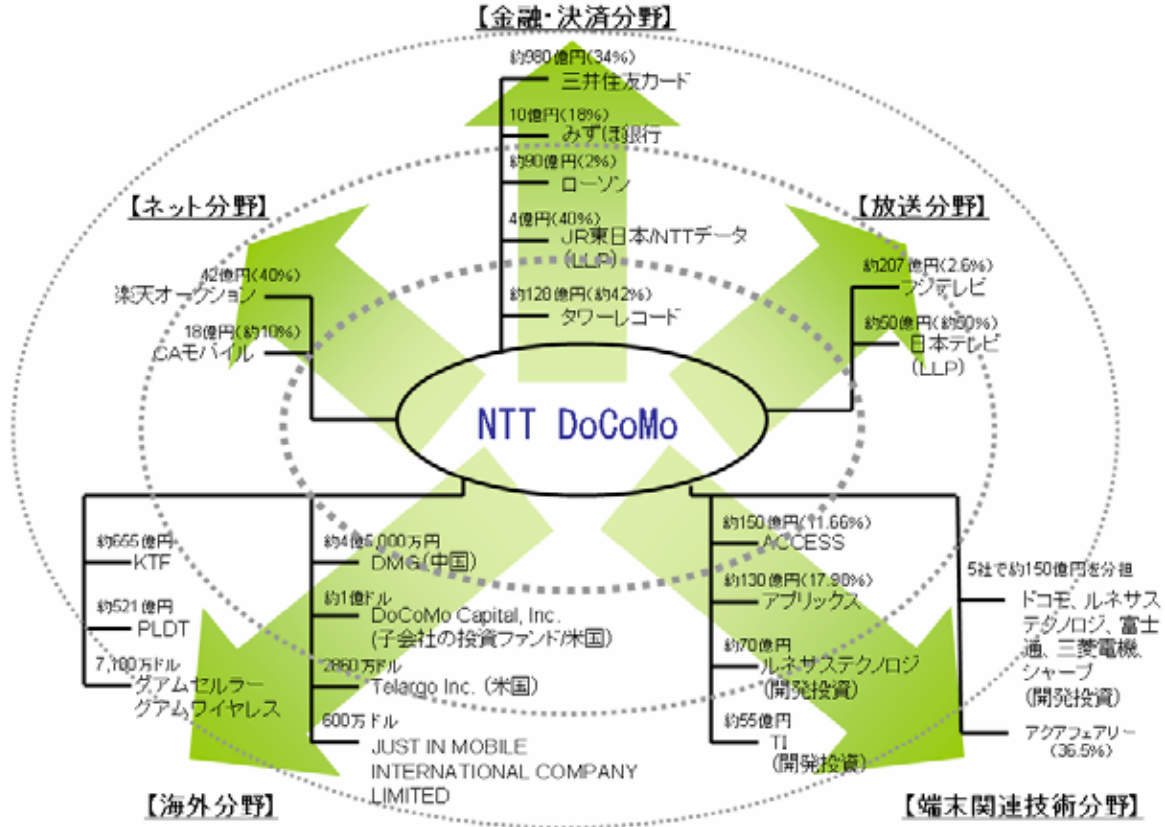 【金融・決済分野】
約980億円(34%)
三井住友カード
10億円(18%)
みずほ銀行
約90億円(2%)
ローソン
4億円(40%)
JR東日本/NTTデータ
(LLP)
約128億円(約42%)
タワーレコード
【ネット分野】
42億円(40%)
楽天オークション
18億円(約10%)
CAモバイル
【放送分野】
約207億円(2.6%)
フジテレビ
約50億円(約50%)
日本テレビ
(LLP)
NTT DoCoMo
約655億円
KTF
約521億円
PLDT
7,100万ドル
グアムセルラー
グアムワイヤレス
約4億5,000万円
DMG(中国)
約1億ドル
DoCoMo Capital, Inc.
(子会社の投資ファンド/米国)
2860万ドル
Telargo Inc. (米国)
600万ドル
JUST IN MOBILE
INTERNATIONAL COMPANY
LIMITED
【海外分野】
約150億円(11.66%)
ACCESS
約130億円(17.90%)
アプリックス
約70億円
ルネサステクノロジ
(開発投資)
約55億円
TI
(開発投資)
5社で約150億円を分担
ドコモ、ルネサス
テクノロジ、富士
通、三菱電機、
シャープ
(開発投資)
アクアフェアリー
(36.5%)
【端末関連技術分野】